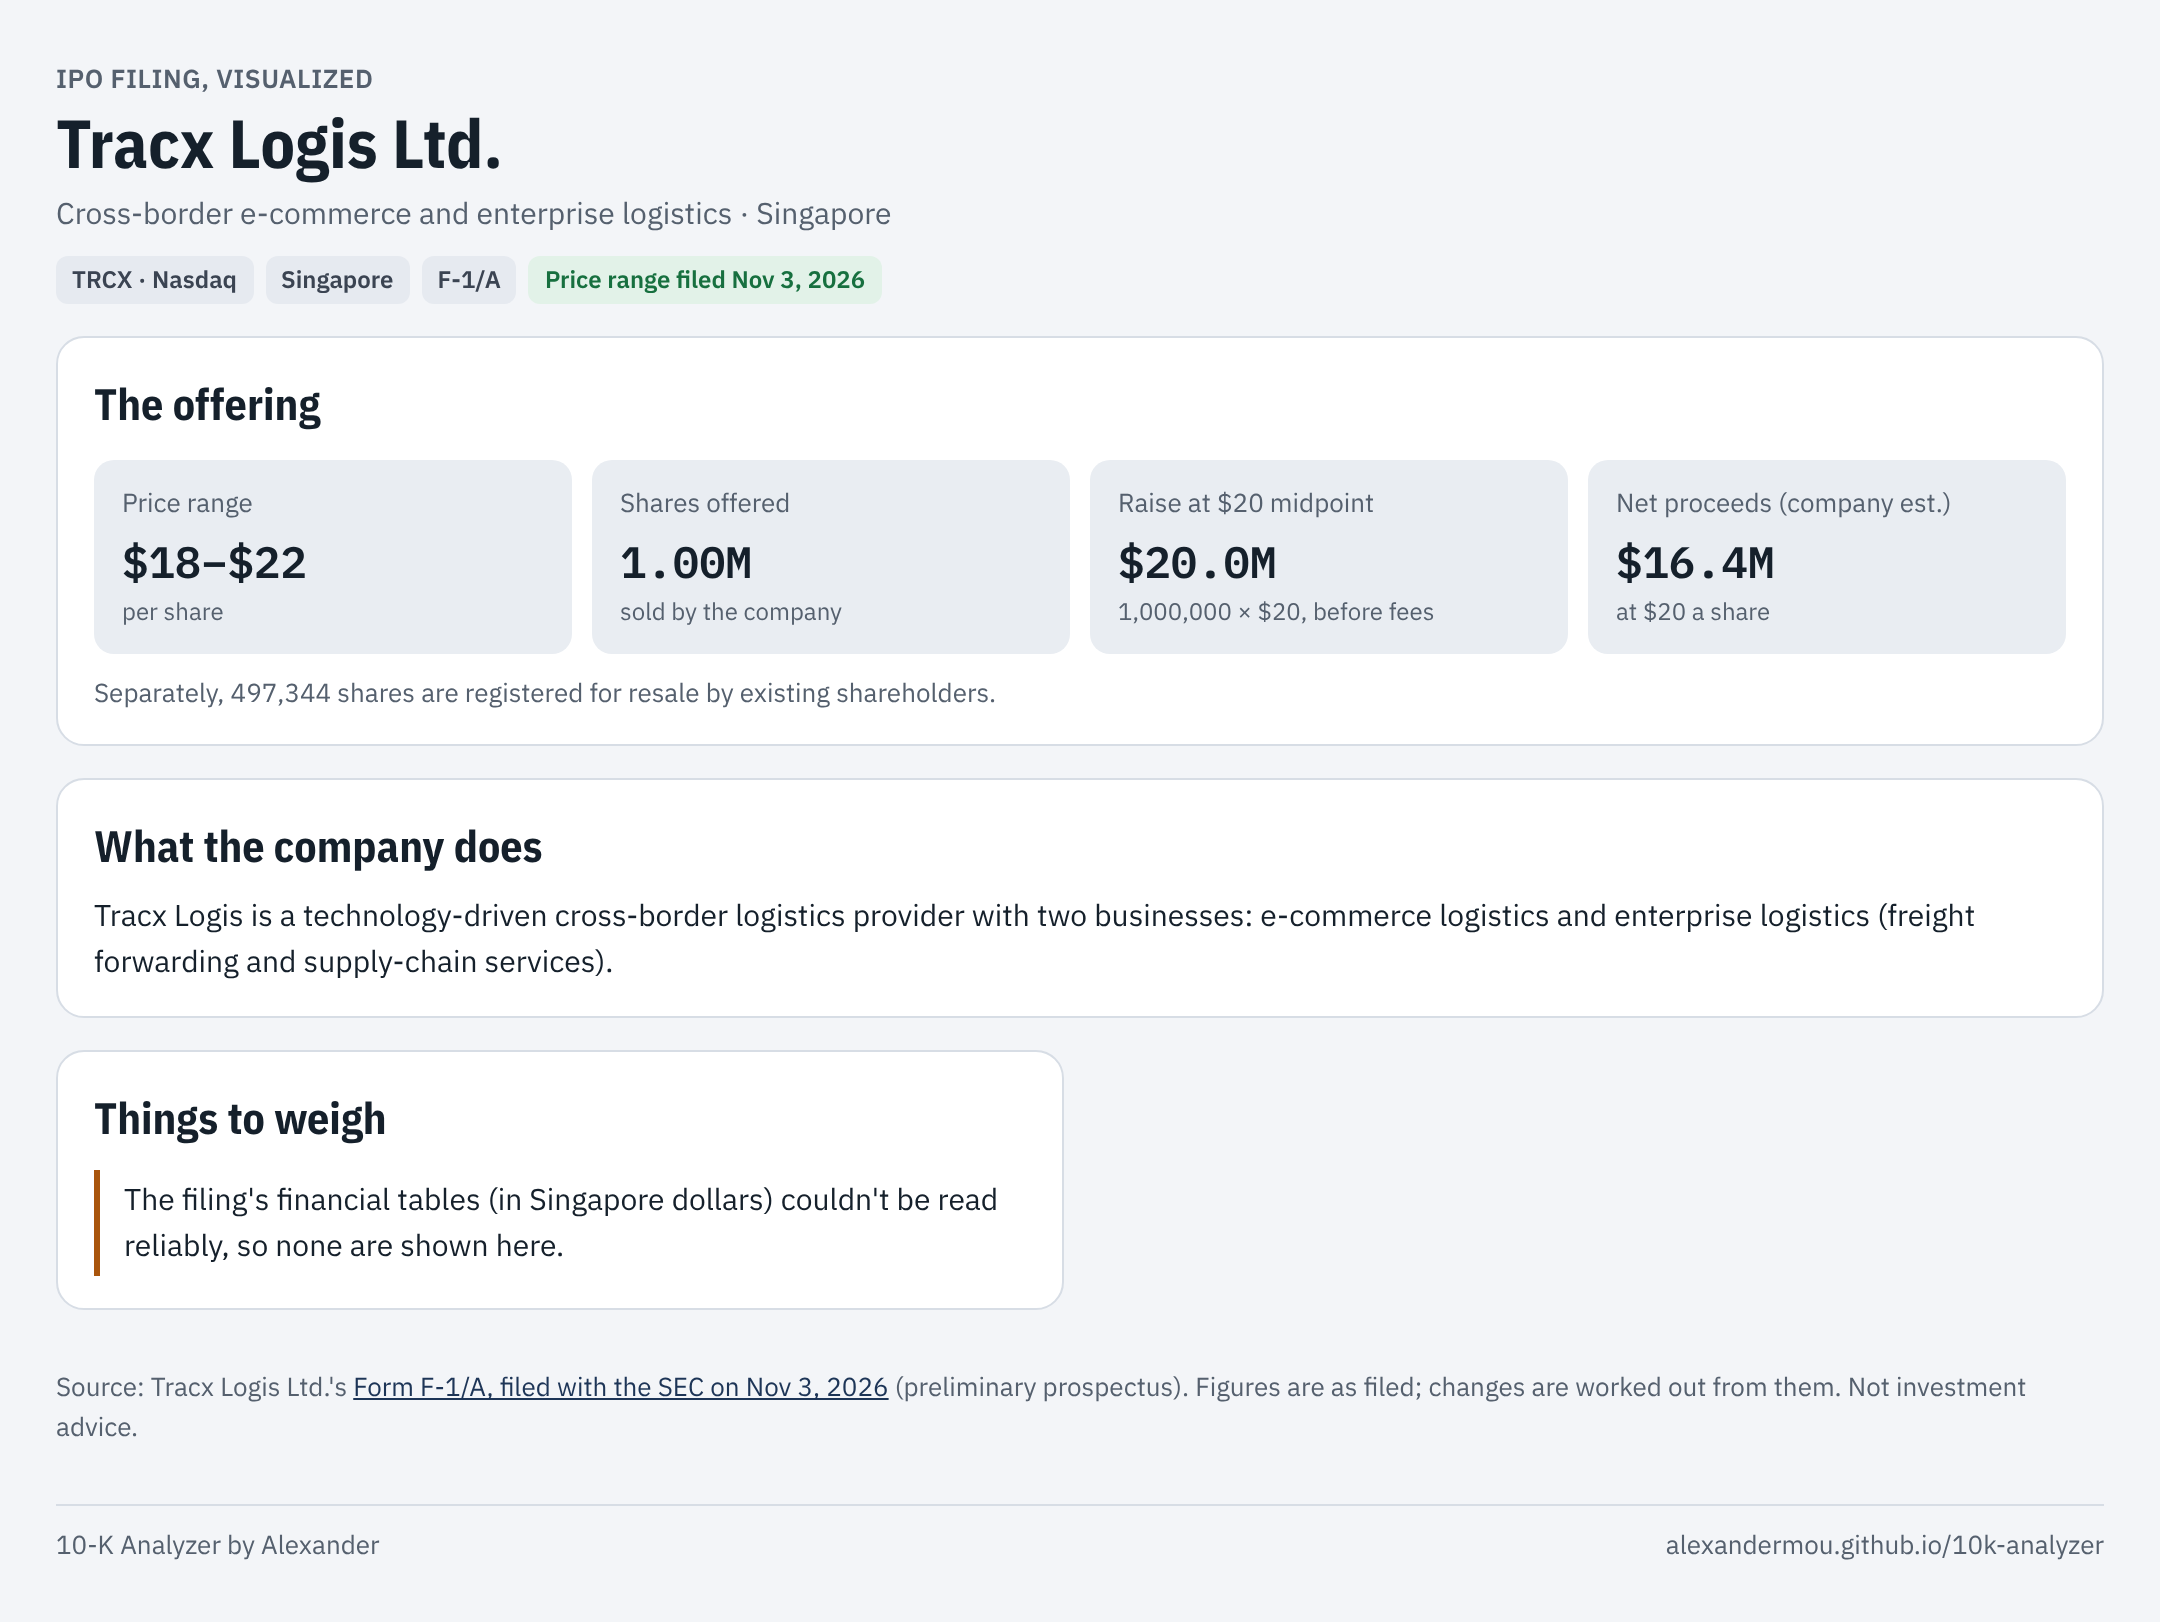 IPO FILING, VISUALIZED
Tracx Logis Ltd.
Cross-border e-commerce and enterprise logistics · Singapore
TRCX · Nasdaq Singapore F-1/A Price range filed Nov 3, 2026
The offering
Price range
$18–$22
per share
Shares offered
1.00M
sold by the company
Raise at $20 midpoint
$20.0M
1,000,000 × $20, before fees
Net proceeds (company est.)
$16.4M
at $20 a share
Separately, 497,344 shares are registered for resale by existing shareholders.
What the company does
Tracx Logis is a technology-driven cross-border logistics provider with two businesses: e-commerce logistics and enterprise logistics (freight
forwarding and supply-chain services).
Things to weigh
The filing's financial tables (in Singapore dollars) couldn't be read
reliably, so none are shown here.
Source: Tracx Logis Ltd.'s Form F-1/A, filed with the SEC on Nov 3, 2026 (preliminary prospectus). Figures are as filed; changes are worked out from them. Not investment
advice.
10-K Analyzer by Alexander
alexandermou.github.io/10k-analyzer